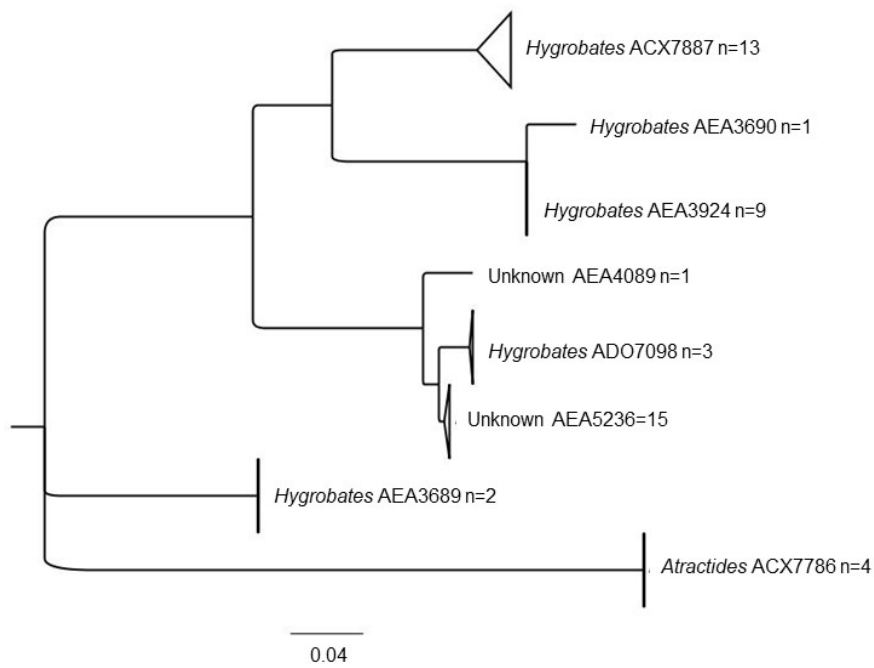 Hygrobates ACX7887 n=13
Hygrobates AEA3690 n=1
Hygrobates AEA3924 n=9
Unknown AEA4089 n=1
Hygrobates ADO7098 n=3
Unknown AEA5236=15
Hygrobates AEA3689 n=2
Atractides ACX7786 n=4
0.04